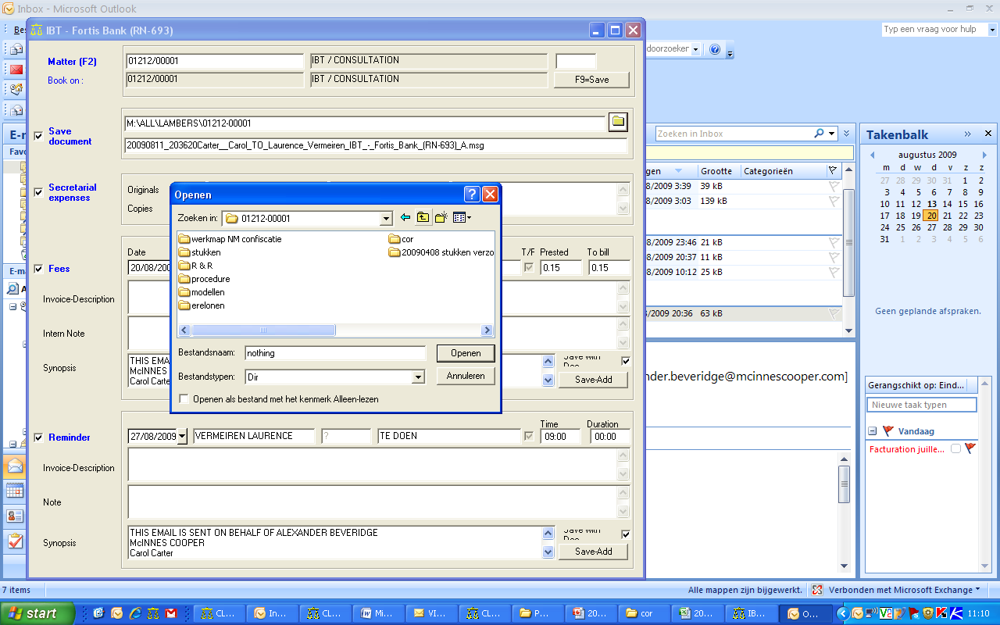 Inbox - Microsoft Outlook
IBT - Fortis Bank (RN-693)
Typ een vraag voor hulp
doorzoeker
Matter (F2)
01212/00001
IBT / CONSULTATION
Book on :
01212/00001
IBT / CONSULTATION
F9=Save
Save document
M:\ALL\LAMBERS\01212-00001
20090811_203620Carter__Carol_TO_Laurence_Vermeiren_IBT_-_Fortis_Bank_(RN-693)_A.msg
Secretarial expenses
Originals
Copies
Openen
Zoeken in:
01212-00001
werkmap NM confiscatie
stukken
R & R
procedure
modellen
erelonen
cor
20090408 stukken verzo
Bestandsnaam:
nothing
Openen
Bestandstypen:
Dir
Annuleren
Openen als bestand met het kenmerk Alleen-lezen
Fees
Date
T/F
Prested
To bill
20/08/200
0.15
0.15
Invoice-Description
Intern Note
Synopsis
THIS EMA
McINNES
Carol Carter
Save with
Save-Add
Reminder
Time
Duration
27/08/2009
VERMEIREN LAURENCE
?
TE DOEN
09:00
00:00
Invoice-Description
Note
Synopsis
THIS EMAIL IS SENT ON BEHALF OF ALEXANDER BEVERIDGE
McINNES COOPER
Carol Carter
Save with
Save-Add
Zoeken in Inbox
gen
Grootte
Categorieën
8/2009 3:39
39 kB
8/2009 3:03
139 kB
8/2009 23:46
21 kB
8/2009 20:37
11 kB
8/2009 10:12
25 kB
8/2009 20:36
63 kB
nder.beveridge@mcinnescooper.com]
Takenbalk
augustus 2009
m d w d v z z
27 28 29 30 31 1 2
3 4 5 6 7 8 9
10 11 12 13 14 15 16
17 18 19 20 21 22 23
24 25 26 27 28 29 30
31 1 2 3 4 5 6
Geen geplande afspraken.
Gerangschikt op: Eind...
Nieuwe taak typen
Vandaag
Facturation juille...
7 items
Alle mappen zijn bijgewerkt.
Verbonden met Microsoft Exchange
start
CL...
In...
CL...
Mi...
VI...
CL...
P...
20...
cor
20...
IB...
O...
11:10